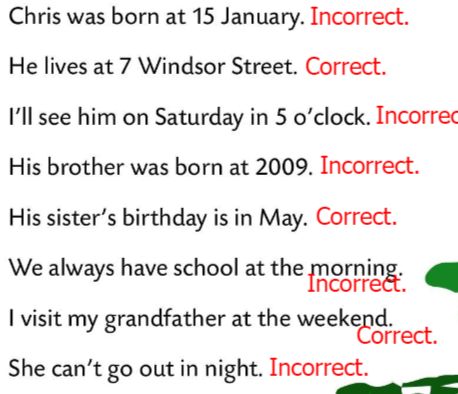 Chris was born at 15 January. Incorrect.
He lives at 7 Windsor Street. Correct.
I'll see him on Saturday in 5 o'clock. Incorrec
His brother was born at 2009. Incorrect.
His sister's birthday is in May. Correct.
We always have school at the morning. Incorrect.
I visit my grandfather at the weekend. Correct.
She can't go out in night. Incorrect.